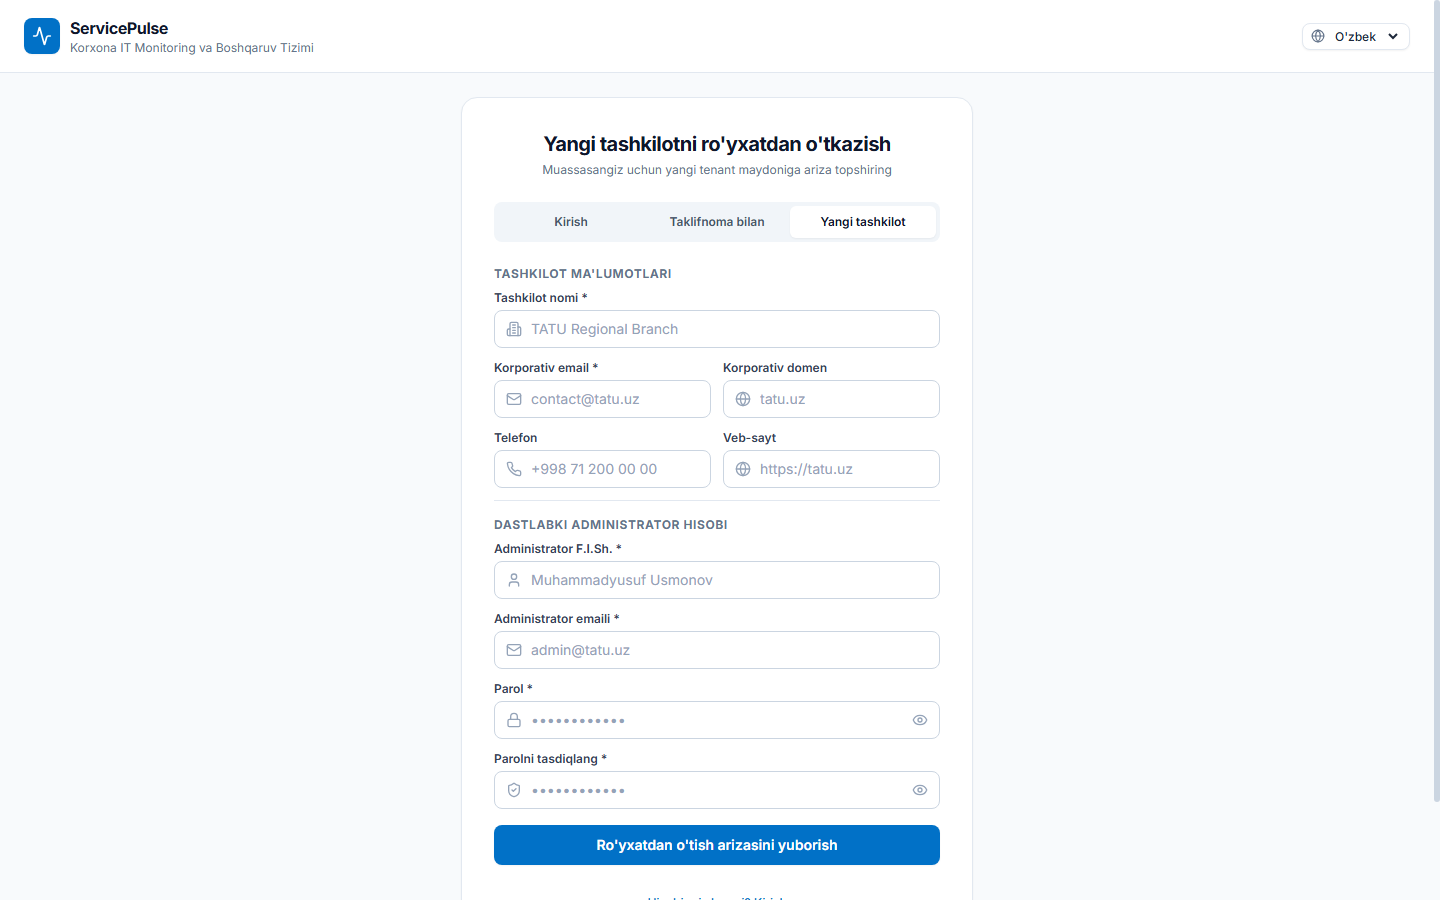 ServicePulse
Korxona IT Monitoring va Boshqaruv Tizimi
O'zbek
Yangi tashkilotni ro'yxatdan o'tkazish
Muassasangiz uchun yangi tenant maydoniga ariza topshiring
Kirish
Taklifnoma bilan
Yangi tashkilot
TASHKILOT MA'LUMOTLARI
Tashkilot nomi *
TATU Regional Branch
Korporativ email *
Korporativ domen
contact@tatu.uz
tatu.uz
Telefon
Veb-sayt
+998 71 200 00 00
https://tatu.uz
DASTLABKI ADMINISTRATOR HISOBI
Administrator F.I.Sh. *
Muhammadyusuf Usmonov
Administrator emaili *
admin@tatu.uz
Parol *
••••••••••••
Parolni tasdiqlang *
••••••••••••
Ro'yxatdan o'tish arizasini yuborish